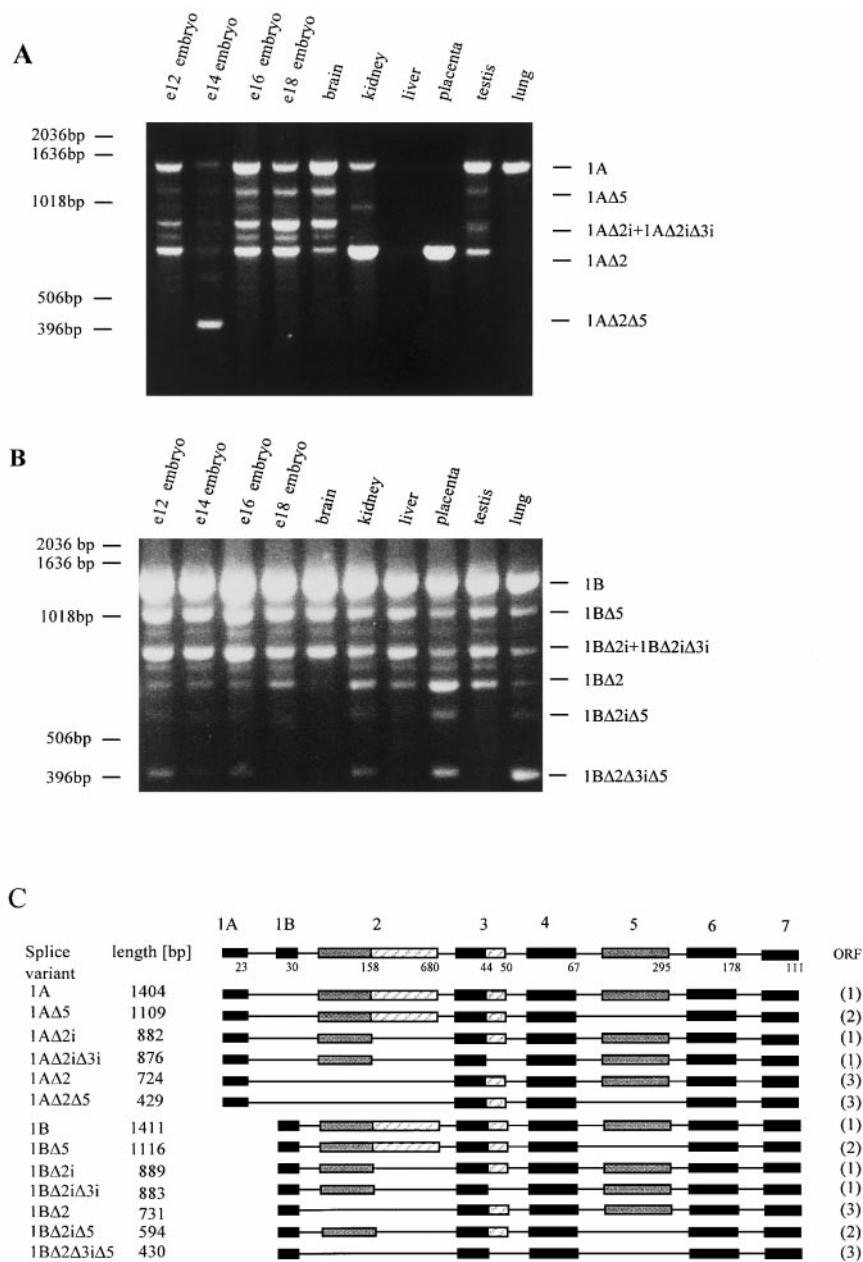 A
e12 embryo
e14 embryo
e16 embryo
e18 embryo
brain
kidney
liver
placenta
testis
lung
2036bp
1636bp
1018bp
506bp
396bp
1A
1AΔ5
1AΔ2i+1AΔ2iΔ3i
1AΔ2
1AΔ2Δ5
B
e12 embryo
e14 embryo
e16 embryo
e18 embryo
brain
kidney
liver
placenta
testis
lung
2036 bp
1636 bp
1018bp
506bp
396bp
1B
1BΔ5
1BΔ2i+1BΔ2iΔ3i
1BΔ2
1BΔ2iΔ5
1BΔ2Δ3iΔ5
C
1A 1B 2 3 4 5 6 7
Splice variant length [bp] ORF
23 30 158 680 44 50 67 295 178 111
1A 1404 (1)
1AΔ5 1109 (2)
1AΔ2i 882 (1)
1AΔ2iΔ3i 876 (1)
1AΔ2 724 (3)
1AΔ2Δ5 429 (3)
1B 1411 (1)
1BΔ5 1116 (2)
1BΔ2i 889 (1)
1BΔ2iΔ3i 883 (1)
1BΔ2 731 (3)
1BΔ2iΔ5 594 (2)
1BΔ2Δ3iΔ5 430 (3)